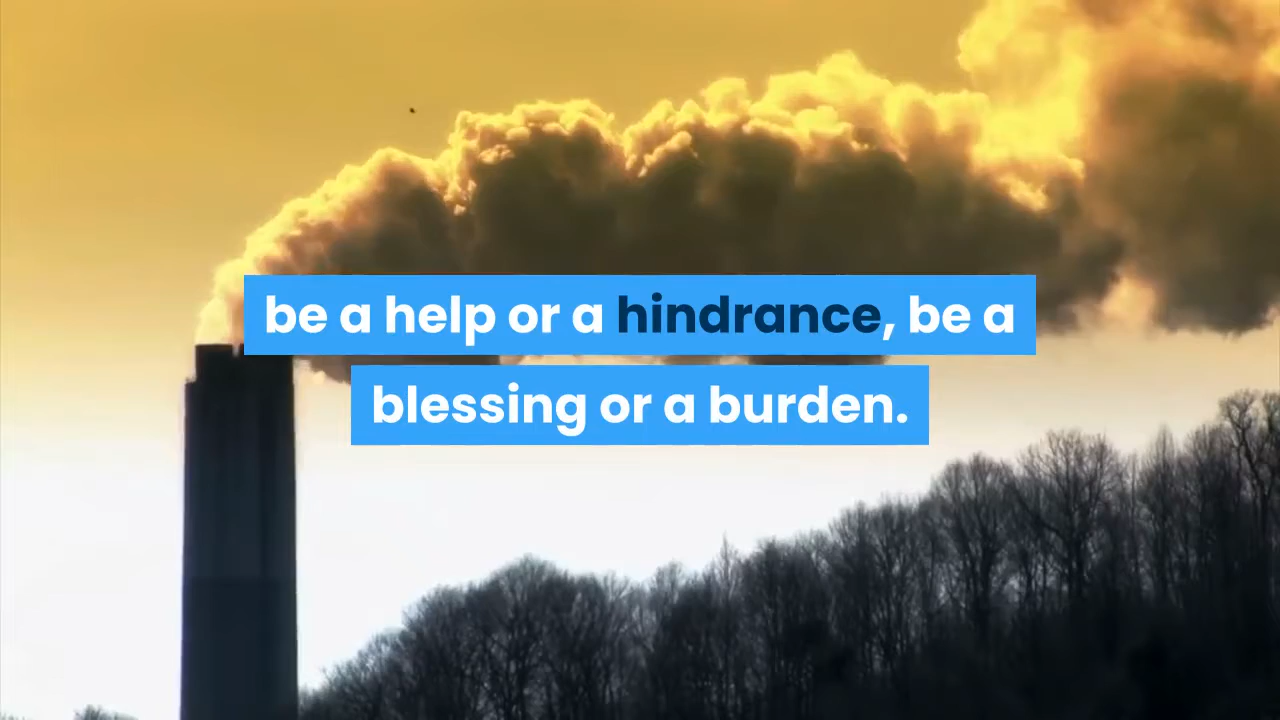 be a help or a hindrance, be a
blessing or a burden.